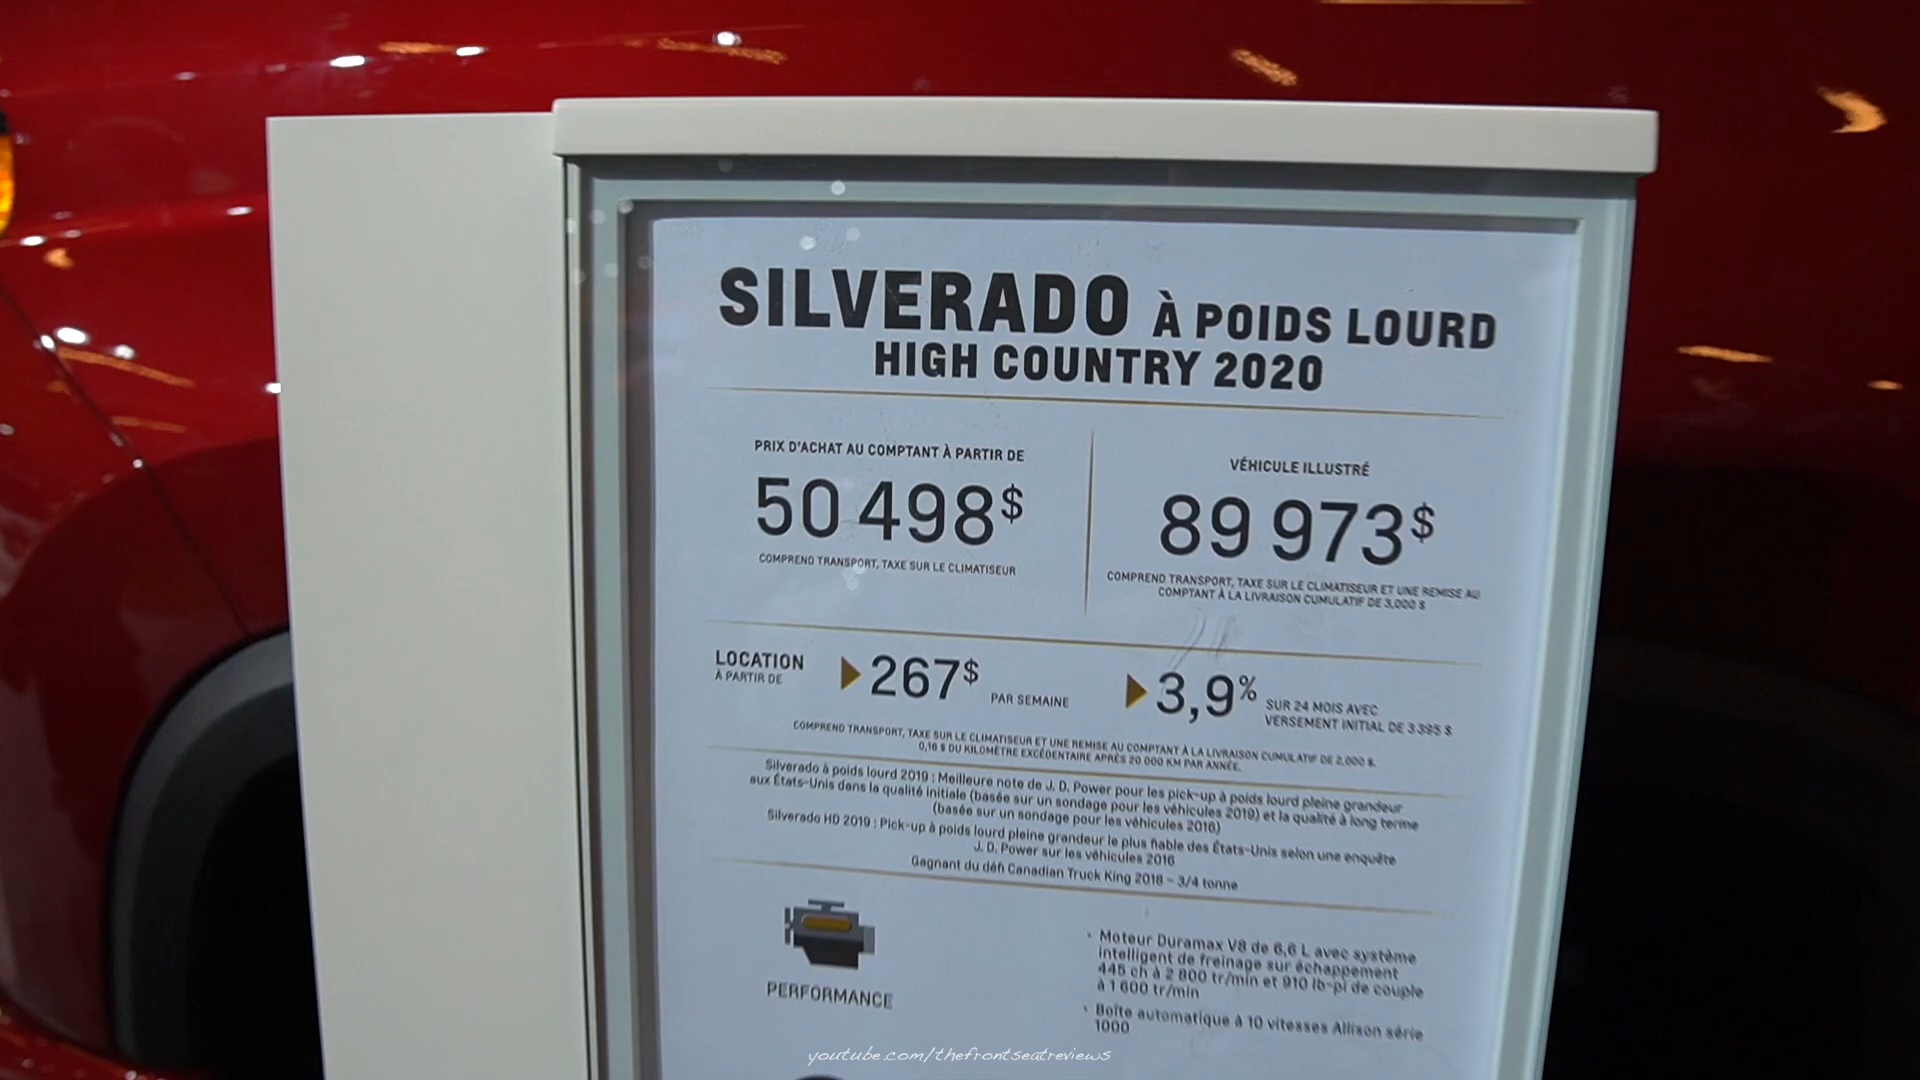 SILVERADO À POIDS LOURD
HIGH COUNTRY 2020
PRIX D'ACHAT AU COMPTANT À PARTIR DE
50 498$
COMPREND TRANSPORT, TAXE SUR LE CLIMATISEUR
VÉHICULE ILLUSTRÉ
89 973$
COMPREND TRANSPORT, TAXE SUR LE CLIMATISEUR ET UNE REMISE AU
COMPTANT À LA LIVRAISON CUMULATIF DE 3,000 $
LOCATION
À PARTIR DE
267$ PAR SEMAINE
3,9% SUR 24 MOIS AVEC
VERSEMENT INITIAL DE 3 395 $
COMPREND TRANSPORT, TAXE SUR LE CLIMATISEUR ET UNE REMISE AU COMPTANT À LA LIVRAISON CUMULATIF DE 2,000 $.
0,16 $ DU KILOMÈTRE EXCÉDENTAIRE APRÈS 20 000 KM PAR ANNÉE.
Silverado à poids lourd 2019 : Meilleure note de J. D. Power pour les pick-up à poids lourd pleine grandeur
aux États-Unis dans la qualité initiale (basée sur un sondage pour les véhicules 2019) et la qualité à long terme
(basée sur un sondage pour les véhicules 2016)
Silverado HD 2019 : Pick-up à poids lourd pleine grandeur le plus fiable des États-Unis selon une enquête
J. D. Power sur les véhicules 2016
Gagnant du défi Canadian Truck King 2018 – 3/4 tonne
PERFORMANCE
· Moteur Duramax V8 de 6,6 L avec système
intelligent de freinage sur échappement
445 ch à 2 800 tr/min et 910 lb-pi de couple
à 1 600 tr/min
· Boîte automatique à 10 vitesses Allison série
1000
youtube.com/thefrontseatreviews